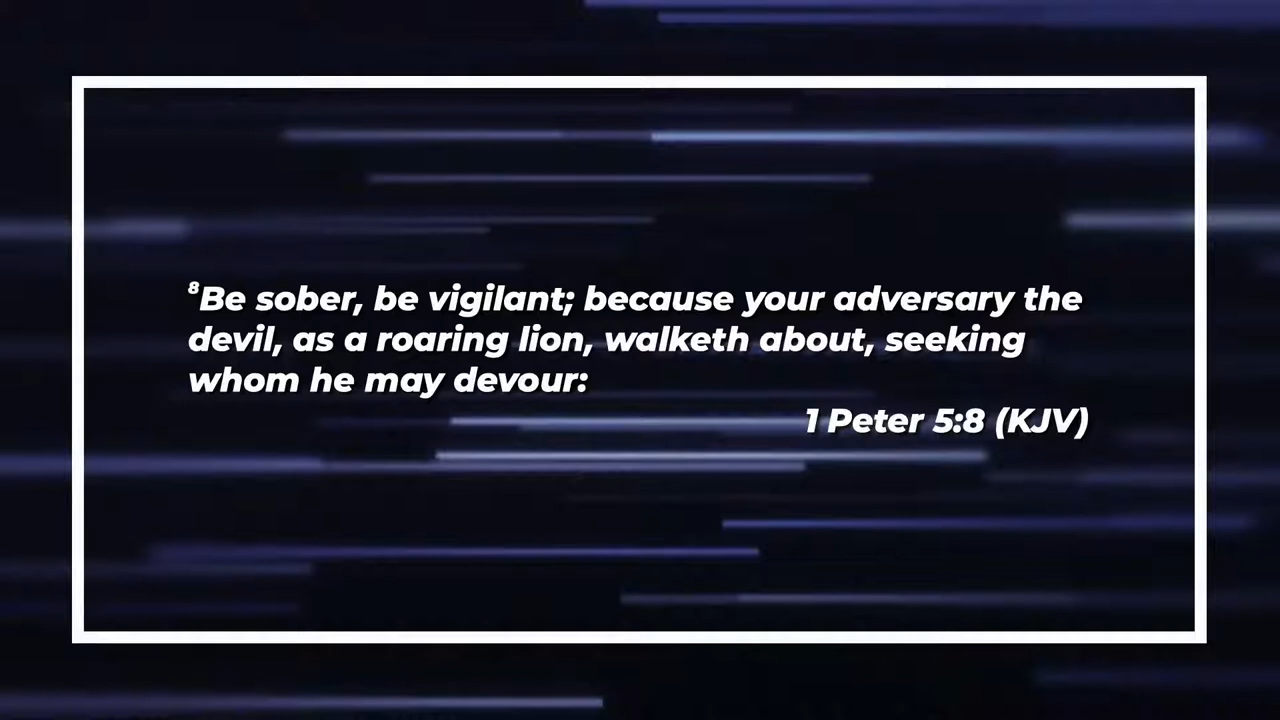 ⁸Be sober, be vigilant; because your adversary the
devil, as a roaring lion, walketh about, seeking
whom he may devour:
1 Peter 5:8 (KJV)